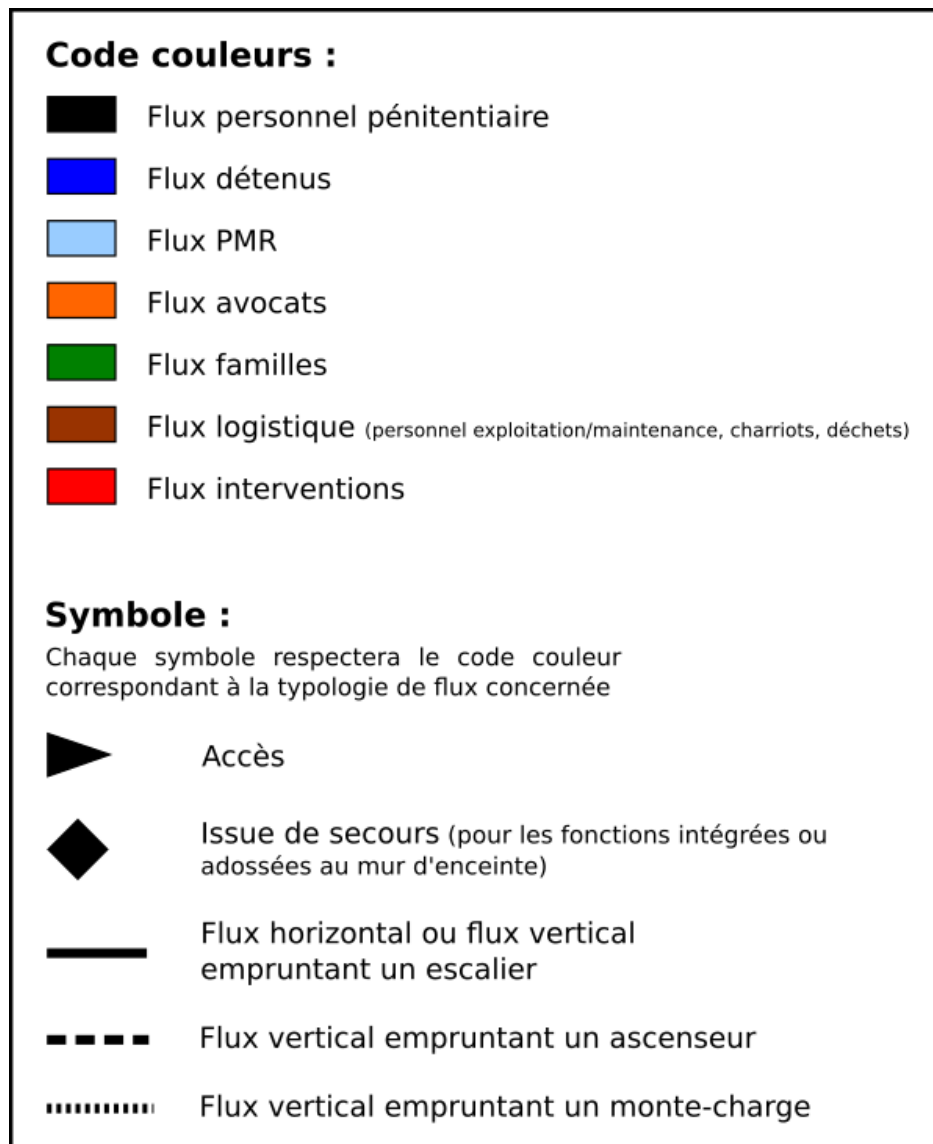 Code couleurs :
Flux personnel pénitentiaire
Flux détenus
Flux PMR
Flux avocats
Flux familles
Flux logistique (personnel exploitation/maintenance, charriots, déchets)
Flux interventions
Symbole :
Chaque symbole respectera le code couleur
correspondant à la typologie de flux concernée
Accès
Issue de secours (pour les fonctions intégrées ou
adossées au mur d'enceinte)
Flux horizontal ou flux vertical
empruntant un escalier
Flux vertical empruntant un ascenseur
Flux vertical empruntant un monte-charge